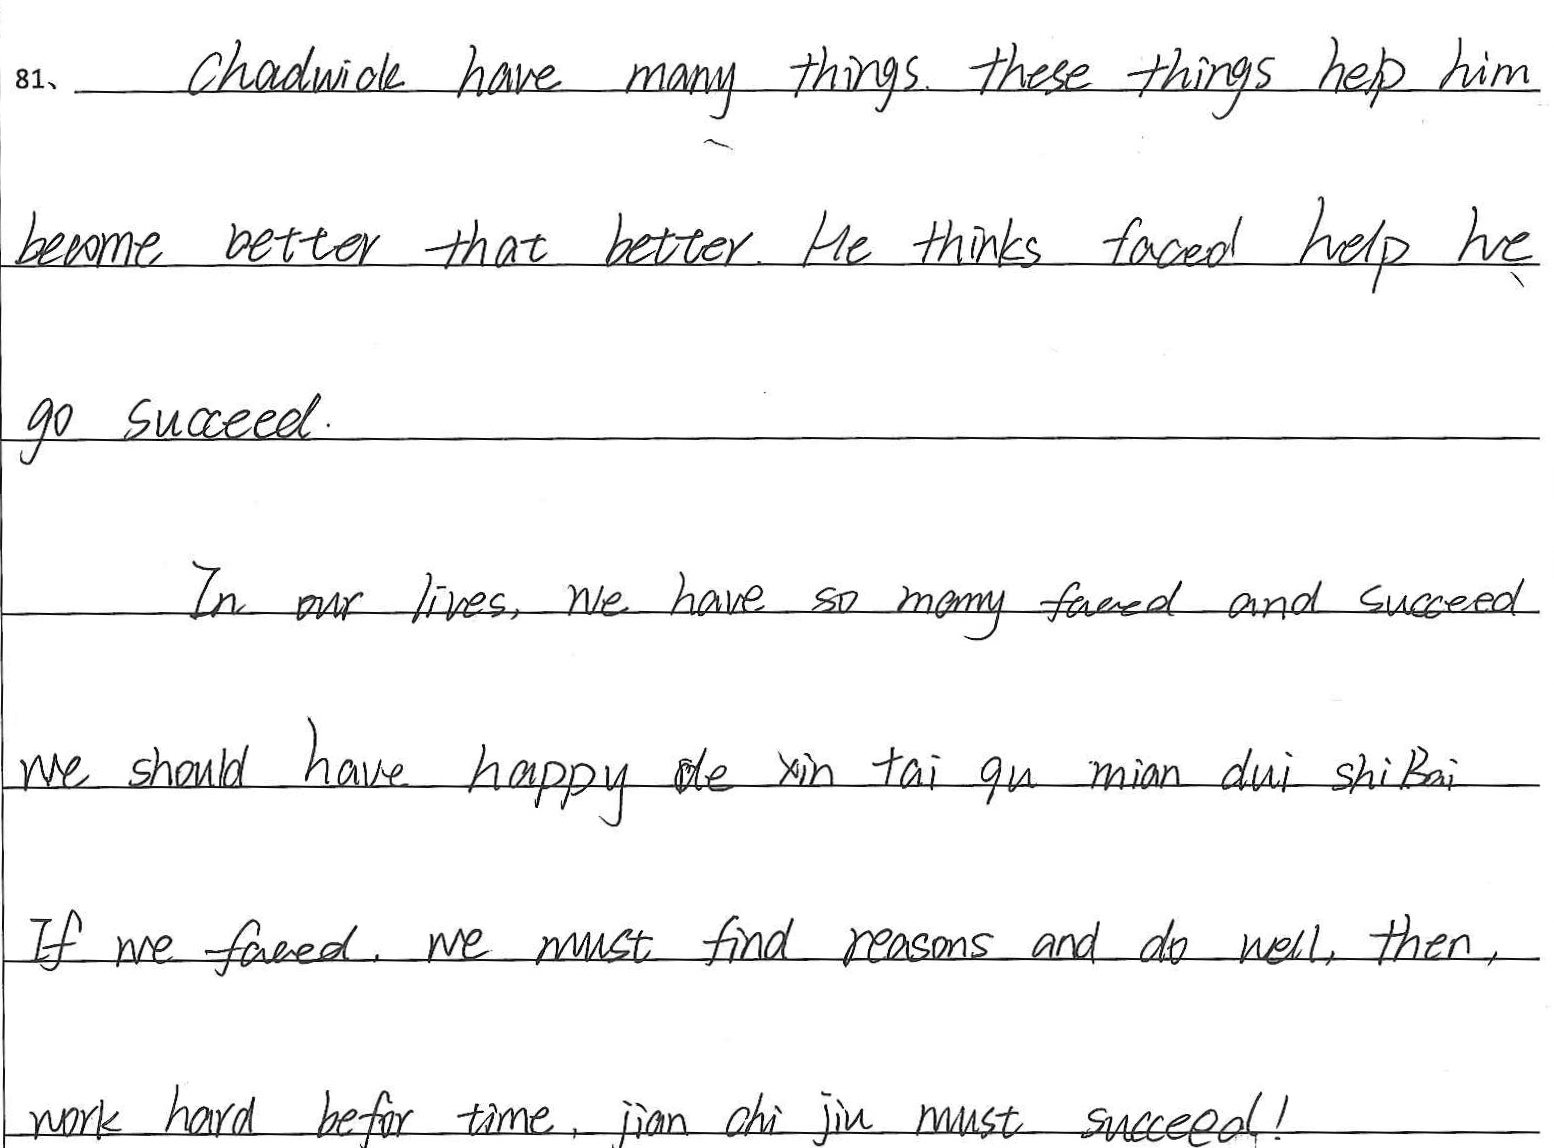 81、 Chadwick have many things. these things help him
become better that better. He thinks faced help he
go succeed.
In our lives, we have so many faced and succeed
we should have happy de xin tai qu mian dui shiBai
If we faced. we must find reasons and do well, then,
work hard befor time, jian chi jiu must succeed!